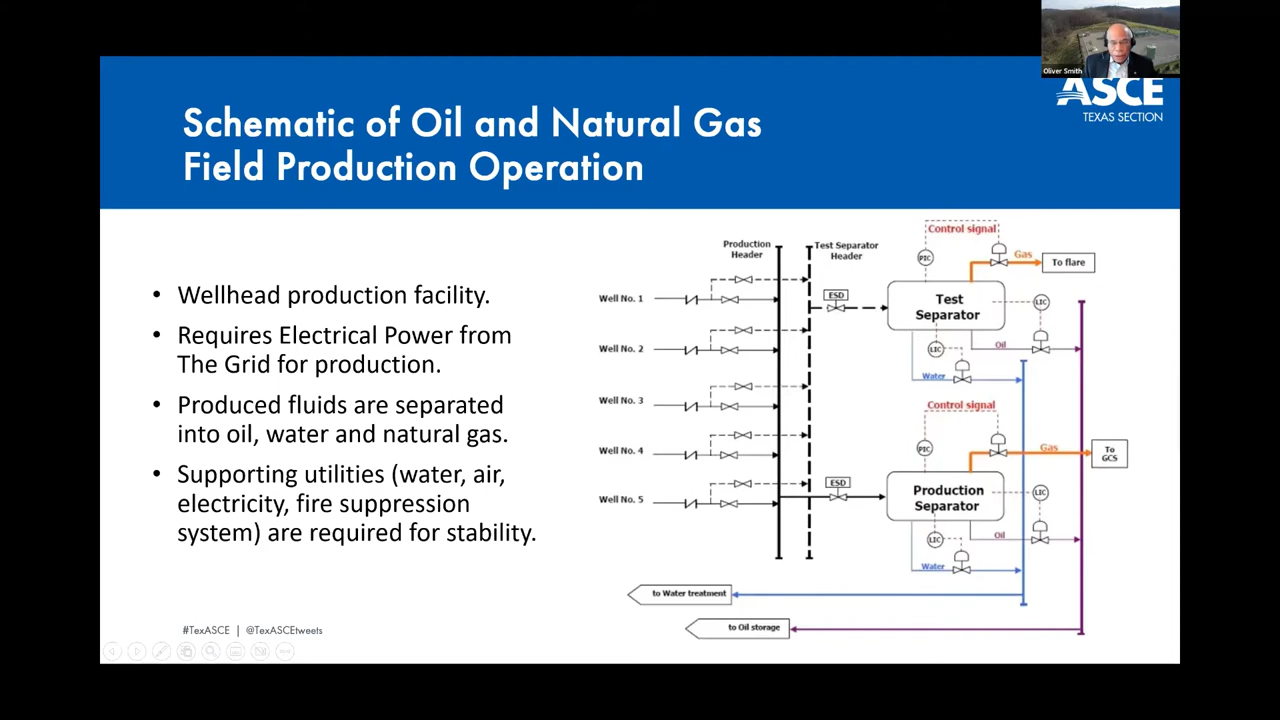 Oliver Smith
ASCE
TEXAS SECTION
Schematic of Oil and Natural Gas
Field Production Operation
• Wellhead production facility.
• Requires Electrical Power from
The Grid for production.
• Produced fluids are separated
into oil, water and natural gas.
• Supporting utilities (water, air,
electricity, fire suppression
system) are required for stability.
Production
Header
Test Separator
Header
Control signal
Gas
To flare
PIC
Well No. 1
ESD
Test
Separator
LIC
Well No. 2
LIC
Oil
Water
Well No. 3
Control signal
Well No. 4
PIC
Gas
To
GCS
Well No. 5
ESD
Production
Separator
LIC
LIC
Oil
Water
to Water treatment
to Oil storage
#TexASCE | @TexASCEtweets